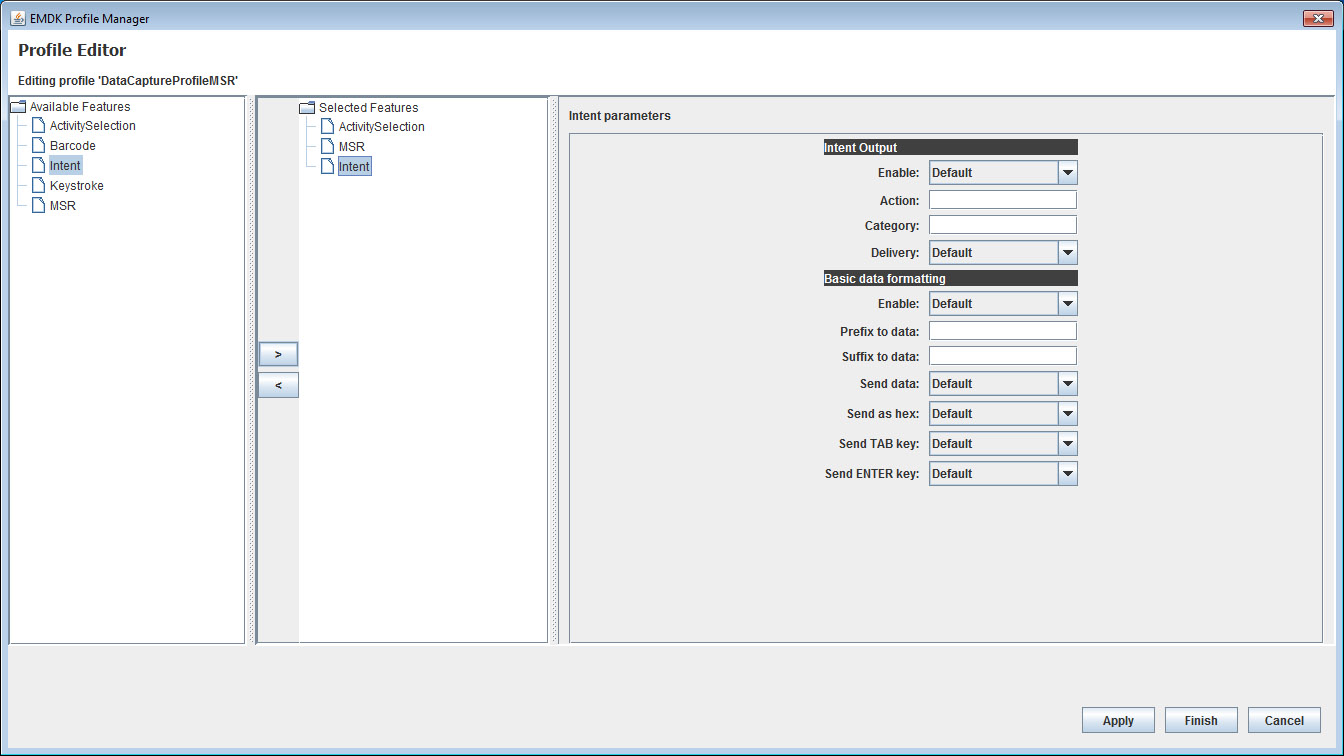 EMDK Profile Manager
Profile Editor
Editing profile 'DataCaptureProfileMSR'
Available Features
ActivitySelection
Barcode
Intent
Keystroke
MSR
>
<
Selected Features
ActivitySelection
MSR
Intent
Intent parameters
Intent Output
Enable: Default
Action:
Category:
Delivery: Default
Basic data formatting
Enable: Default
Prefix to data:
Suffix to data:
Send data: Default
Send as hex: Default
Send TAB key: Default
Send ENTER key: Default
Apply Finish Cancel